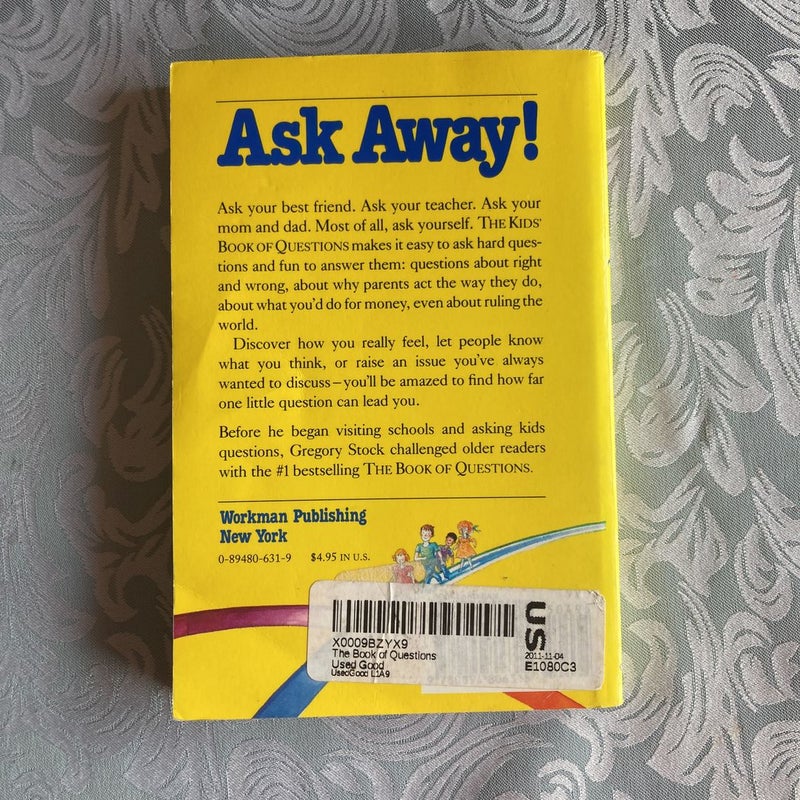 Ask Away!
Ask your best friend. Ask your teacher. Ask your
mom and dad. Most of all, ask yourself. THE KIDS'
BOOK OF QUESTIONS makes it easy to ask hard ques-
tions and fun to answer them: questions about right
and wrong, about why parents act the way they do,
about what you'd do for money, even about ruling the
world.
Discover how you really feel, let people know
what you think, or raise an issue you've always
wanted to discuss—you'll be amazed to find how far
one little question can lead you.
Before he began visiting schools and asking kids
questions, Gregory Stock challenged older readers
with the #1 bestselling THE BOOK OF QUESTIONS.
Workman Publishing
New York
0-89480-631-9 $4.95 IN U.S.
X0009BZYX9
The Book of Questions
Used Good
UsedGood L1A9
US
2011-11-04
E1080C3